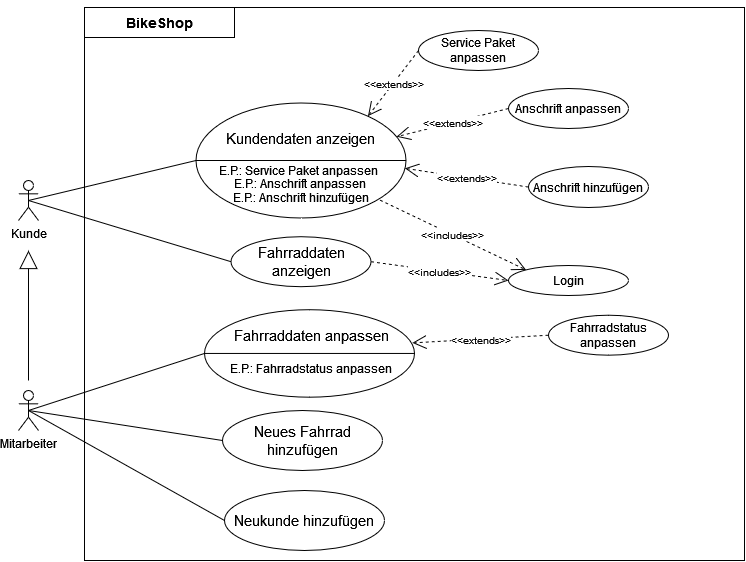 BikeShop
Service Paket
anpassen
<<extends>>
Anschrift anpassen
<<extends>>
Kundendaten anzeigen
E.P.: Service Paket anpassen
E.P.: Anschrift anpassen
E.P.: Anschrift hinzufügen
<<extends>>
Anschrift hinzufügen
Kunde
<<includes>>
Fahrraddaten
anzeigen
<<includes>>
Login
Fahrraddaten anpassen
E.P.: Fahrradstatus anpassen
<<extends>>
Fahrradstatus
anpassen
Mitarbeiter
Neues Fahrrad
hinzufügen
Neukunde hinzufügen